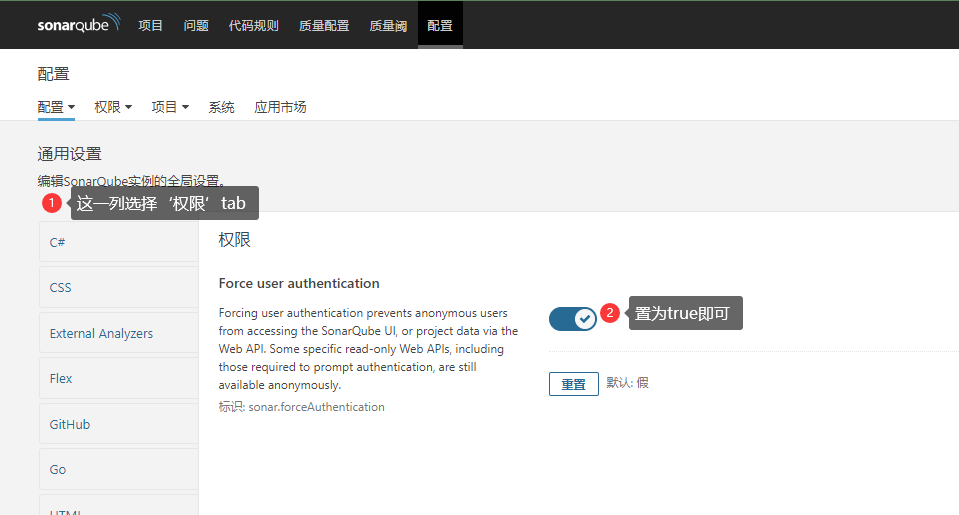 sonarqube 项目 问题 代码规则 质量配置 质量阈 配置
配置
配置 权限 项目 系统 应用市场
通用设置
编辑SonarQube实例的全局设置。
1 这一列选择‘权限’tab
C#
CSS
External Analyzers
Flex
GitHub
Go
HTML
权限
Force user authentication
Forcing user authentication prevents anonymous users
from accessing the SonarQube UI, or project data via the
Web API. Some specific read-only Web APIs, including
those required to prompt authentication, are still
available anonymously.
标识: sonar.forceAuthentication
2 置为true即可
重置 默认: 假